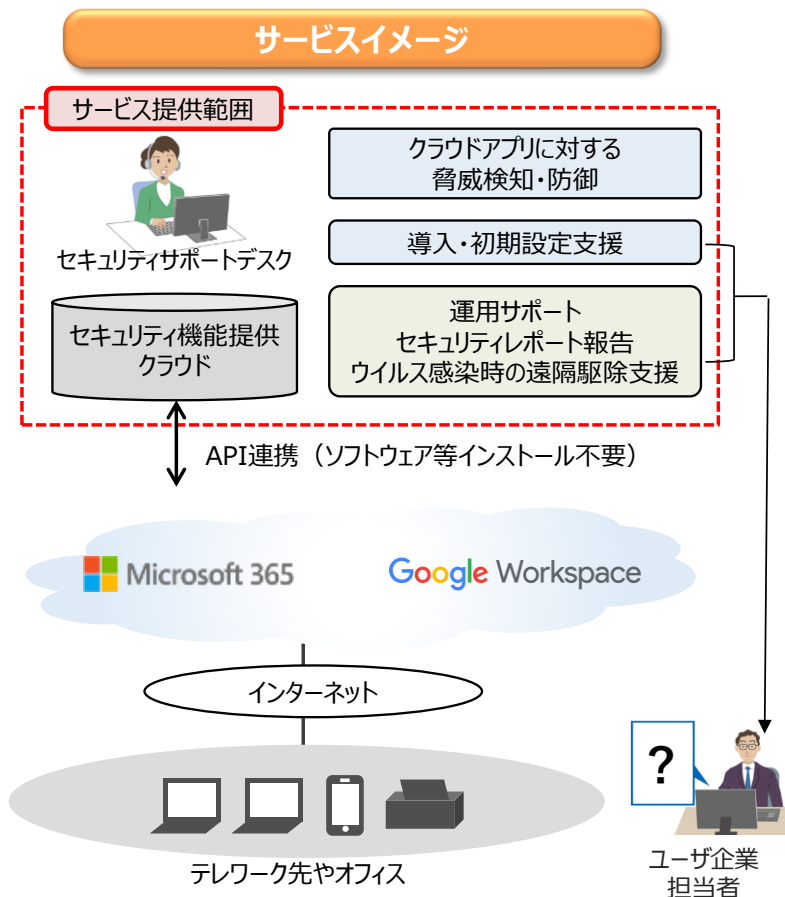 サービスイメージ
サービス提供範囲
セキュリティサポートデスク
クラウドアプリに対する
脅威検知・防御
導入・初期設定支援
セキュリティ機能提供
クラウド
運用サポート
セキュリティレポート報告
ウイルス感染時の遠隔駆除支援
API連携（ソフトウェア等インストール不要）
Microsoft 365
Google Workspace
インターネット
テレワーク先やオフィス
?
ユーザ企業
担当者